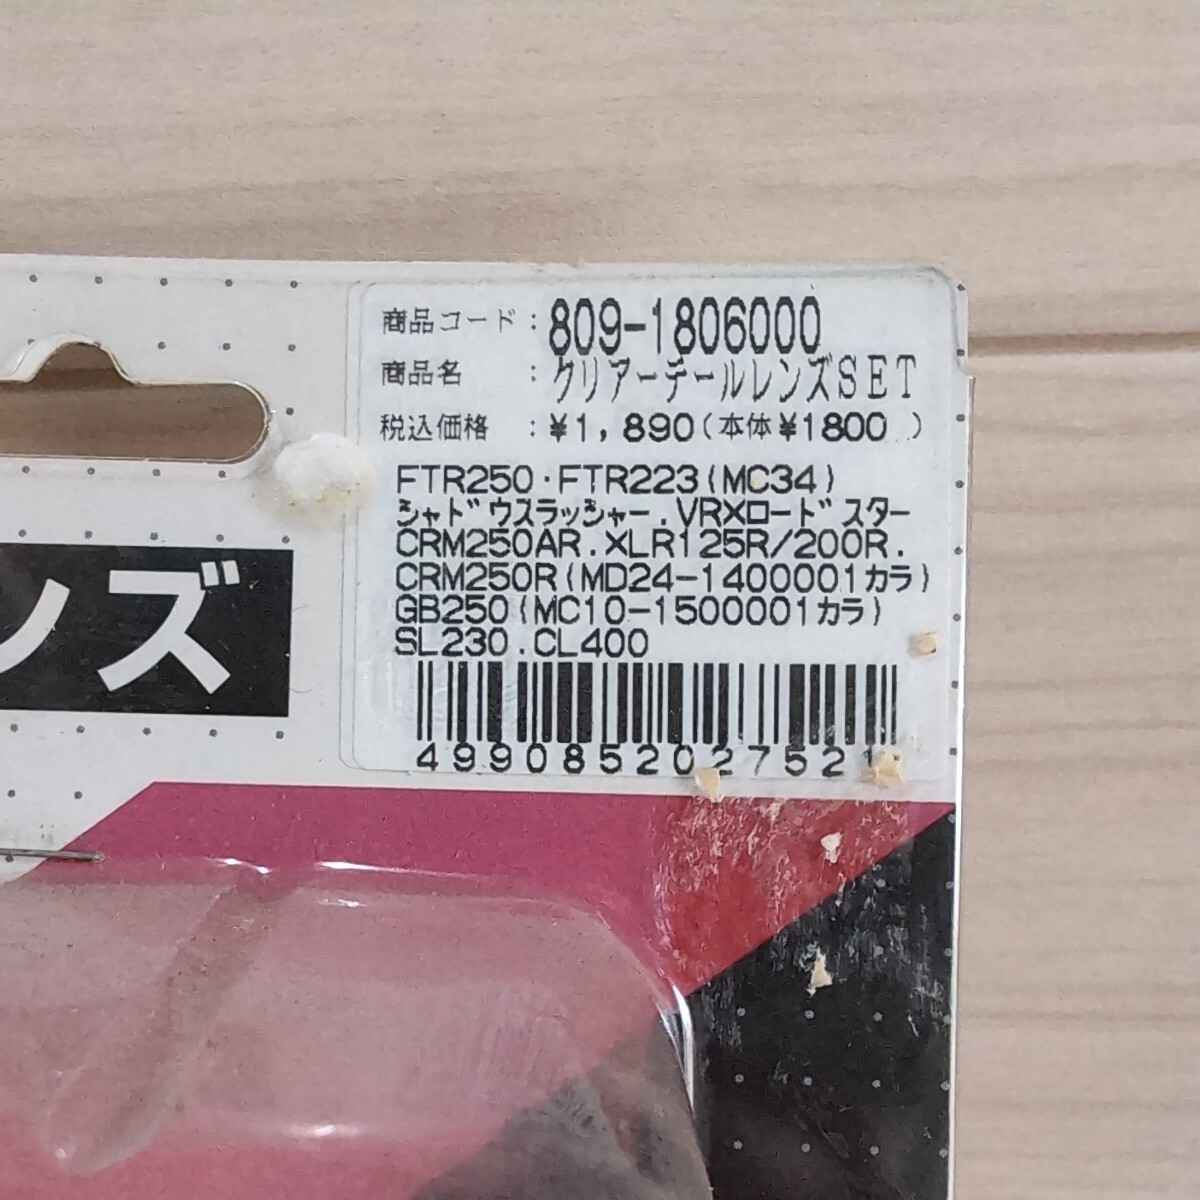 商品コード：809-1806000
商品名　：クリアーテールレンズSET
税込価格　：¥1,890(本体¥1800 )
FTR250・FTR223(MC34)
シャドウスラッシャー.VRXロードスター
CRM250AR.XLR125R/200R.
CRM250R(MD24-1400001カラ)
GB250(MC10-1500001カラ)
SL230.CL400
ンズ
4990852027521